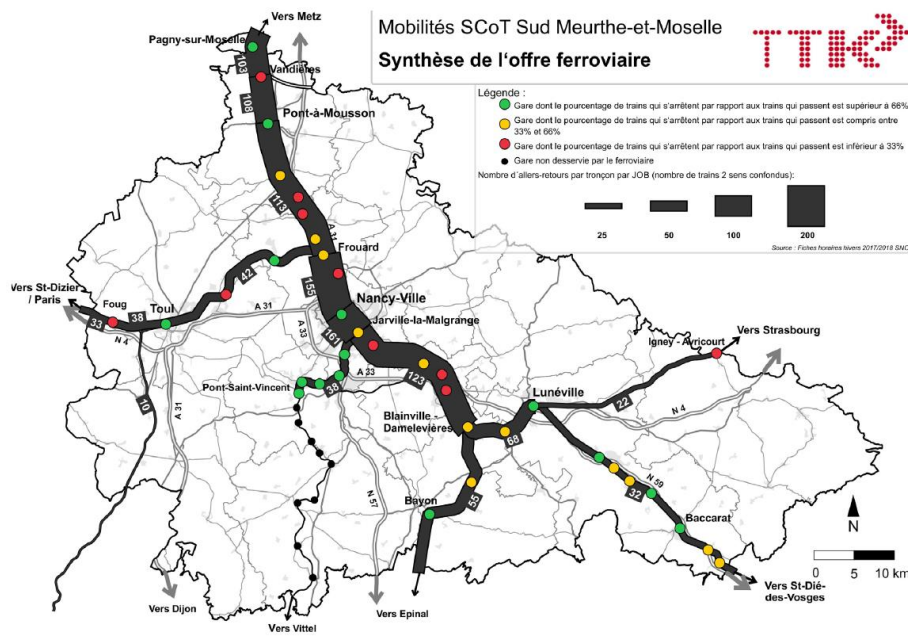 Mobilités SCoT Sud Meurthe-et-Moselle
Synthèse de l'offre ferroviaire
TTK
Légende :
Gare dont le pourcentage de trains qui s'arrêtent par rapport aux trains qui passent est supérieur à 66%
Gare dont le pourcentage de trains qui s'arrêtent par rapport aux trains qui passent est compris entre
33% et 66%
Gare dont le pourcentage de trains qui s'arrêtent par rapport aux trains qui passent est inférieur à 33%
Gare non desservie par le ferroviaire
Nombre d'allers-retours par tronçon par JOB (nombre de trains 2 sens confondus):
25 50 100 200
Source : Fiches horaires hivers 2017/2018 SNC
Vers Metz
Pagny-sur-Moselle
103
Vandières
108
Pont-à-Mousson
113
A 31
Frouard
42
155
Vers St-Dizier
/ Paris
Foug
38
Toul
33
N 4
A 31
A 33
Nancy-Ville
Jarville-la-Malgrange
161
Vers Strasbourg
Igney - Avricourt
10
A 31
Pont-Saint-Vincent
38
A 33
123
Lunéville
22
N 4
Blainville -
Damelevières
68
N 57
Bayon
55
N 59
32
Baccarat
N
0 5 10 km
Vers Dijon
Vers Vittel
Vers Epinal
Vers St-Dié-
des-Vosges